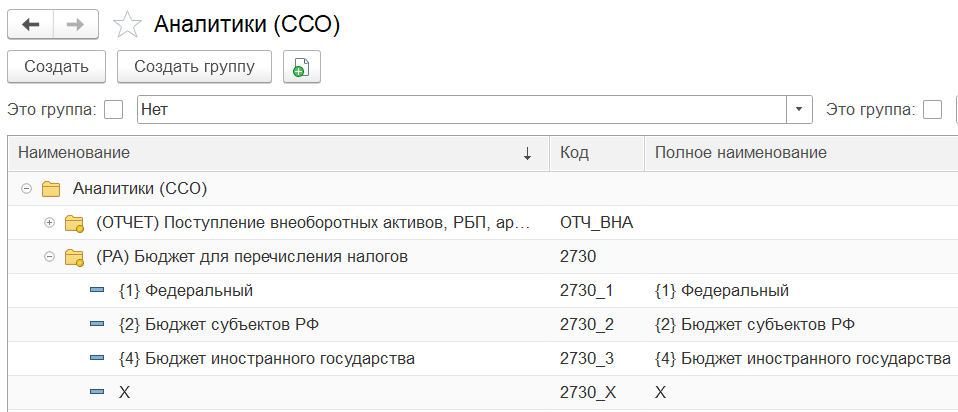 Аналитики (ССО)
Создать Создать группу
Это группа: Нет Это группа:
Наименование ↓ Код Полное наименование
Аналитики (ССО)
(ОТЧЕТ) Поступление внеоборотных активов, РБП, ар... ОТЧ_ВНА
(РА) Бюджет для перечисления налогов 2730
{1} Федеральный 2730_1 {1} Федеральный
{2} Бюджет субъектов РФ 2730_2 {2} Бюджет субъектов РФ
{4} Бюджет иностранного государства 2730_3 {4} Бюджет иностранного государства
Х 2730_Х Х